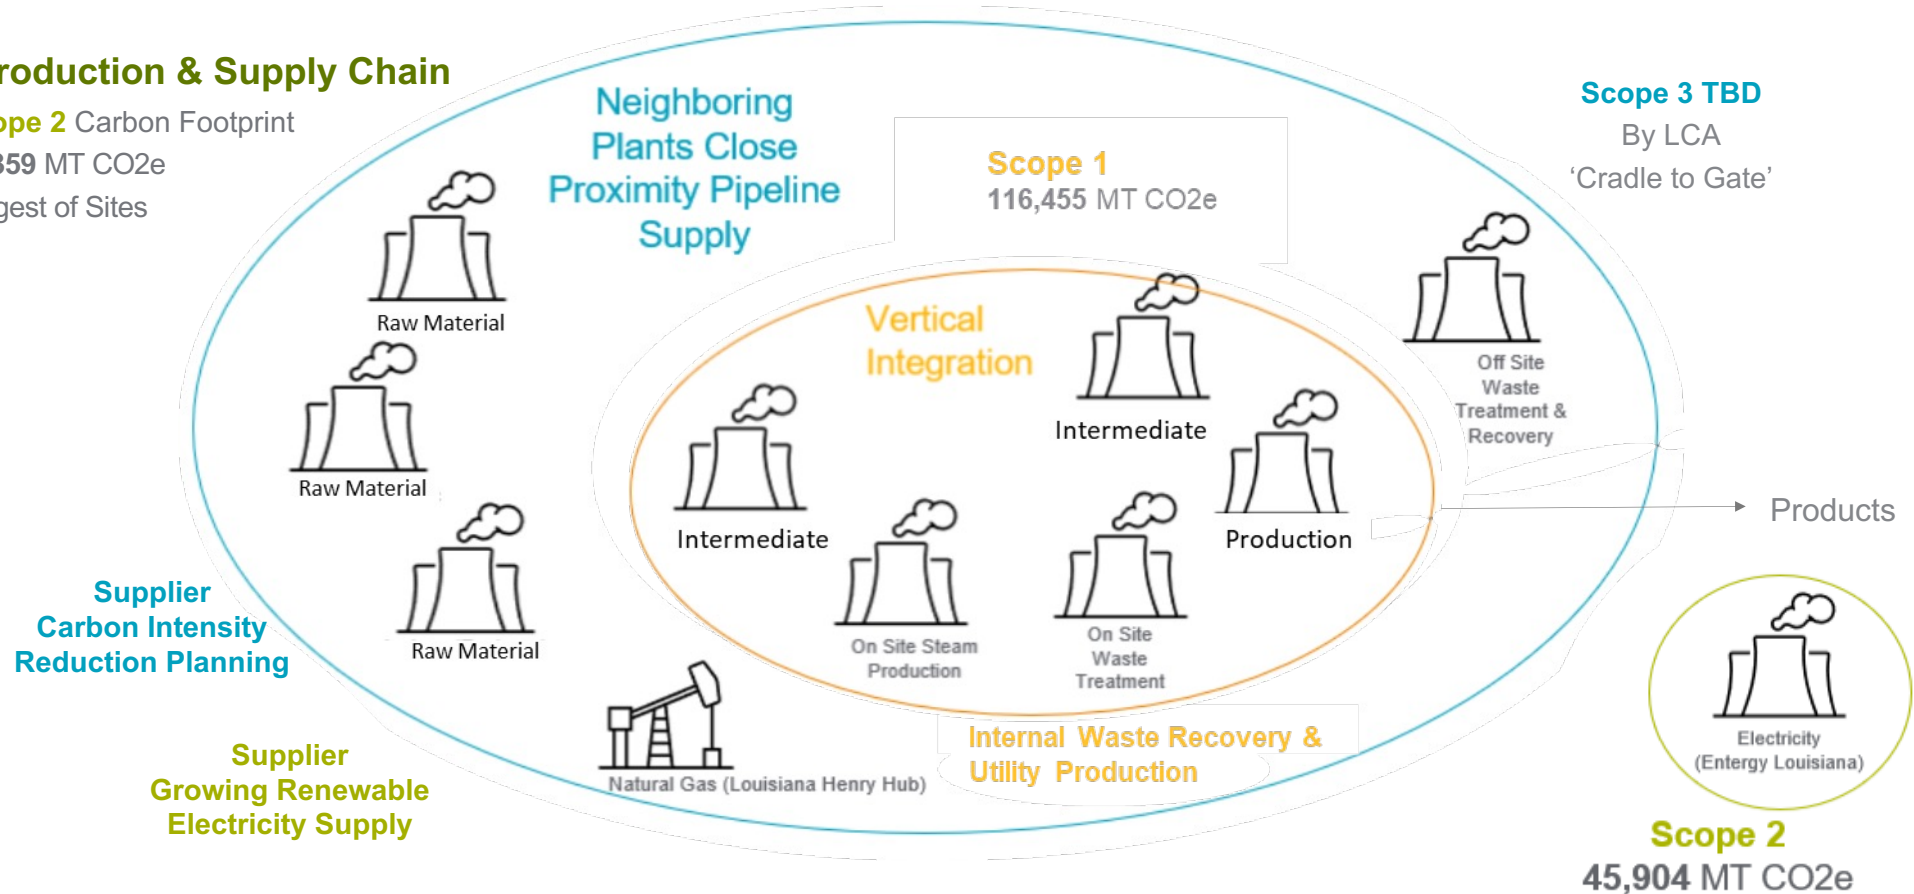 roduction & Supply Chain
ope 2 Carbon Footprint
359 MT CO2e
gest of Sites
Neighboring
Plants Close
Proximity Pipeline
Supply
Scope 1
116,455 MT CO2e
Scope 3 TBD
By LCA
‘Cradle to Gate’
Raw Material
Raw Material
Raw Material
Vertical
Integration
Intermediate
Intermediate
Production
On Site Steam
Production
On Site
Waste
Treatment
Off Site
Waste
Treatment &
Recovery
Products
Supplier
Carbon Intensity
Reduction Planning
Supplier
Growing Renewable
Electricity Supply
Natural Gas (Louisiana Henry Hub)
Internal Waste Recovery &
Utility Production
Electricity
(Entergy Louisiana)
Scope 2
45,904 MT CO2e